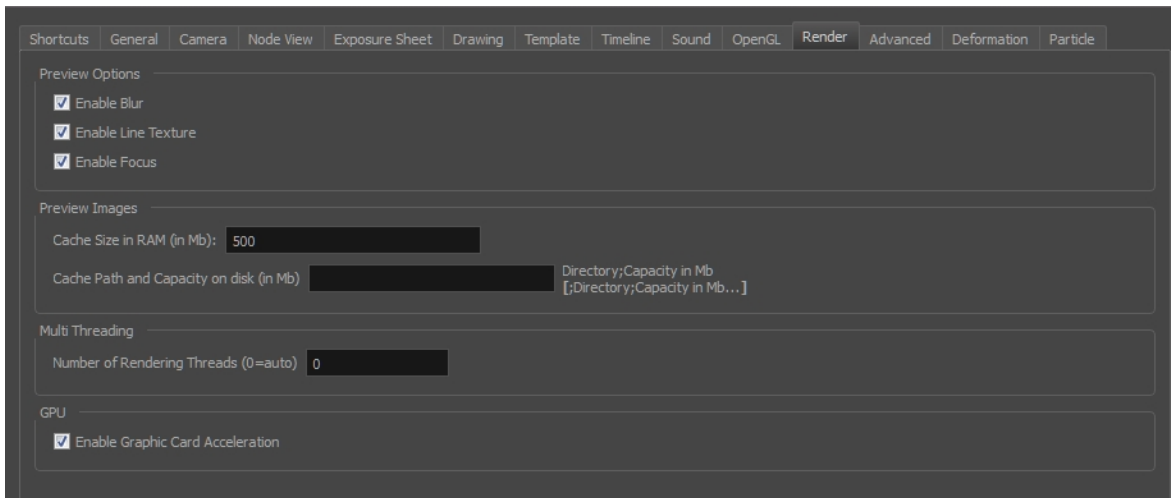 Shortcuts General Camera Node View Exposure Sheet Drawing Template Timeline Sound OpenGL Render Advanced Deformation Particle
Preview Options
Enable Blur
Enable Line Texture
Enable Focus
Preview Images
Cache Size in RAM (in Mb): 500
Cache Path and Capacity on disk (in Mb) Directory;Capacity in Mb
[;Directory;Capacity in Mb...]
Multi Threading
Number of Rendering Threads (0=auto) 0
GPU
Enable Graphic Card Acceleration